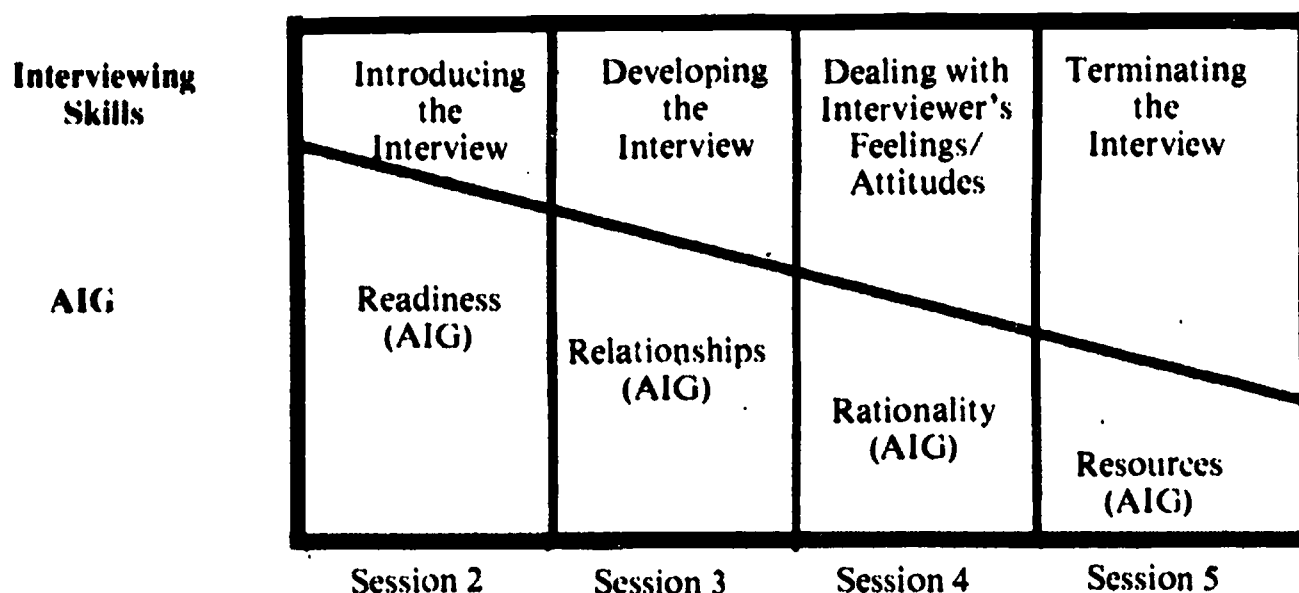 Interviewing
Skills
Introducing
the
Interview
Developing
the
Interview
Dealing with
Interviewer's
Feelings/
Attitudes
Terminating
the
Interview
AIG
Readiness
(AIG)
Relationships
(AIG)
Rationality
(AIG)
Resources
(AIG)
Session 2
Session 3
Session 4
Session 5